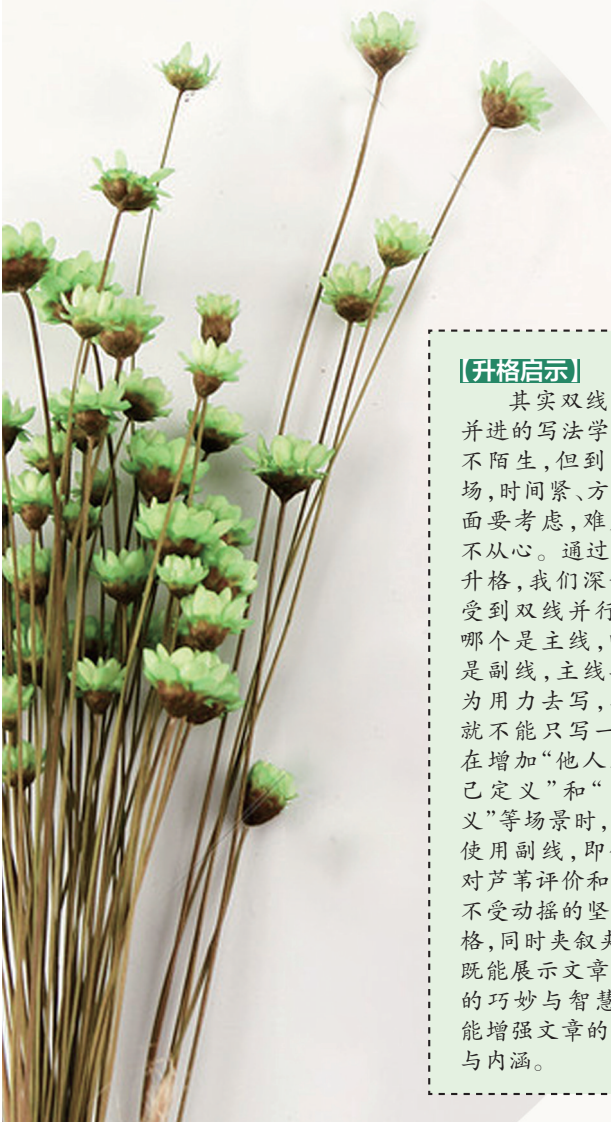 【升格启示】
其实双线
并进的写法学
不陌生,但到
场,时间紧、方
面要考虑,难
不从心。通过
升格,我们深
受到双线并行
哪个是主线,
是副线,主线
为用力去写,
就不能只写一
在增加“他人
己定义”和“
义”等场景时,
使用副线,即
对芦苇评价和
不受动摇的坚
格,同时夹叙夹
既能展示文章
的巧妙与智慧
能增强文章的
与内涵。